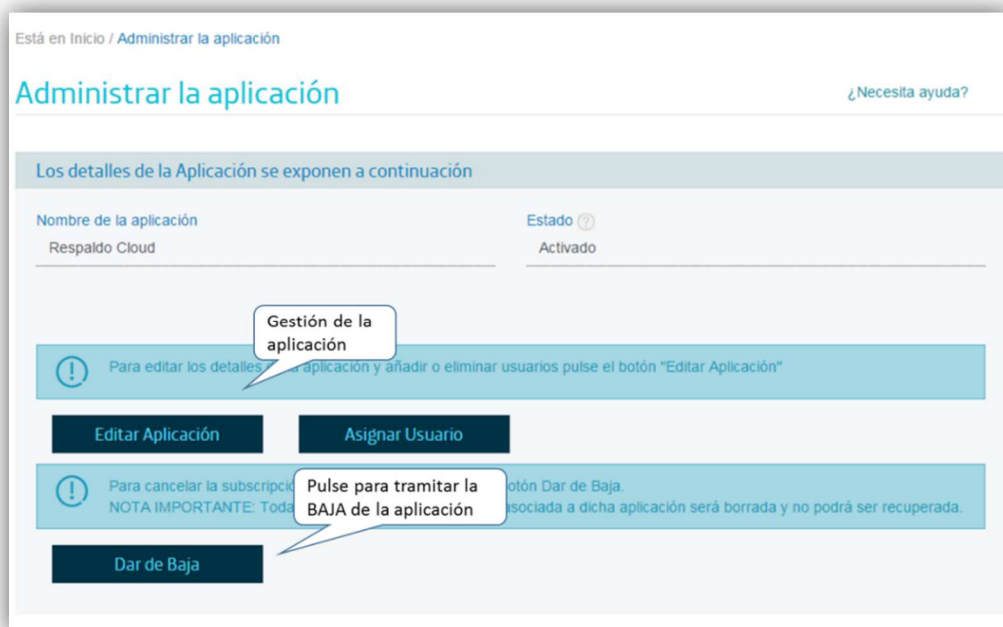 Está en Inicio / Administrar la aplicación
Administrar la aplicación
¿Necesita ayuda?
Los detalles de la Aplicación se exponen a continuación
Nombre de la aplicación
Estado ?
Respaldo Cloud
Activado
Gestión de la
aplicación
Para editar los detalles aplicación y añadir o eliminar usuarios pulse el botón "Editar Aplicación"
Editar Aplicación
Asignar Usuario
Para cancelar la subscripció otón Dar de Baja.
NOTA IMPORTANTE: Toda asociada a dicha aplicación será borrada y no podrá ser recuperada.
Pulse para tramitar la
BAJA de la aplicación
Dar de Baja